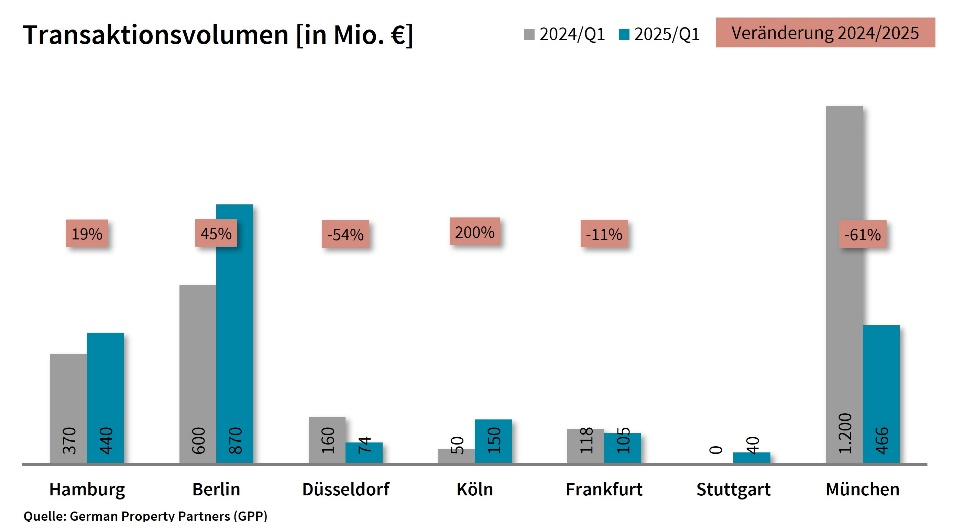 Transaktionsvolumen [in Mio. €]
2024/Q1 2025/Q1
Veränderung 2024/2025
19% 45% -54% 200% -11% -61%
370 440 600 870 160 74 50 150 118 105 0 40 1.200 466
Hamburg Berlin Düsseldorf Köln Frankfurt Stuttgart München
Quelle: German Property Partners (GPP)